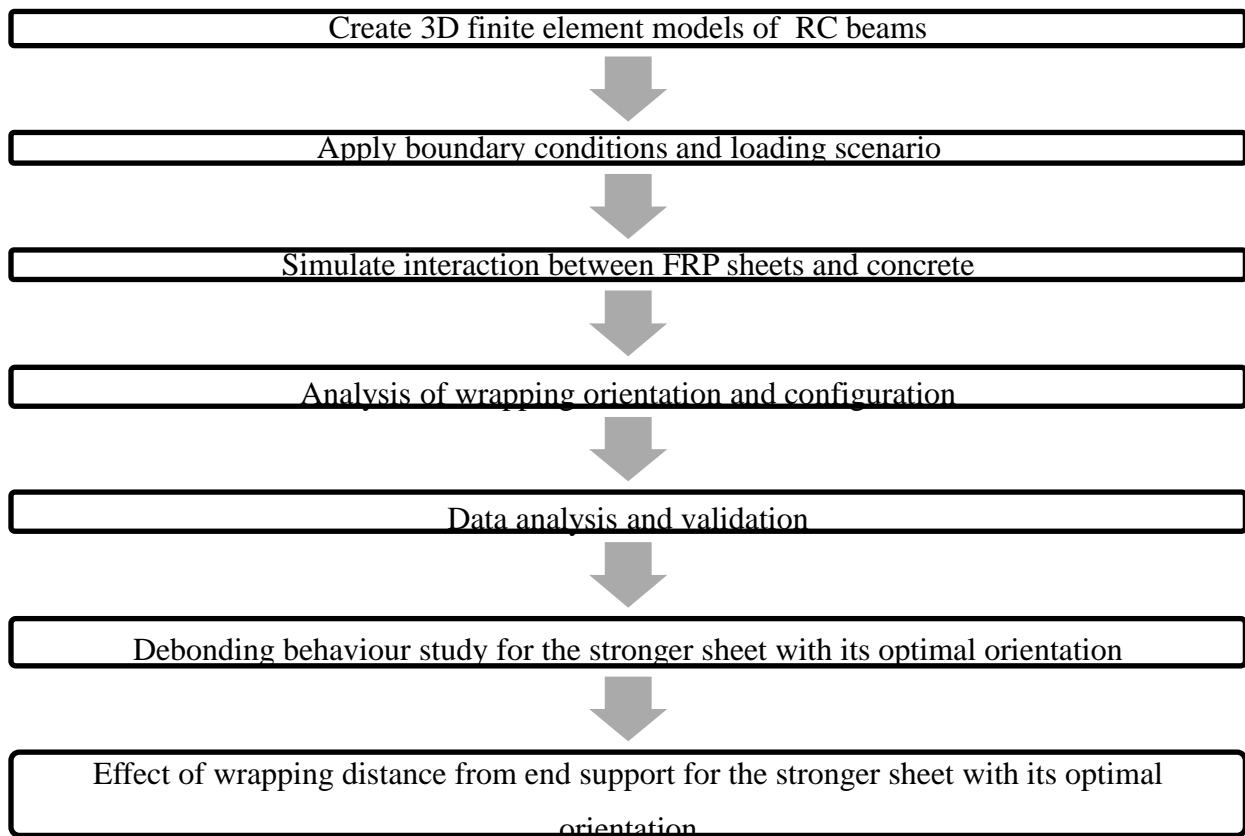 Create 3D finite element models of RC beams
Apply boundary conditions and loading scenario
Simulate interaction between FRP sheets and concrete
Analysis of wrapping orientation and configuration
Data analysis and validation
Debonding behaviour study for the stronger sheet with its optimal orientation
Effect of wrapping distance from end support for the stronger sheet with its optimal
orientation